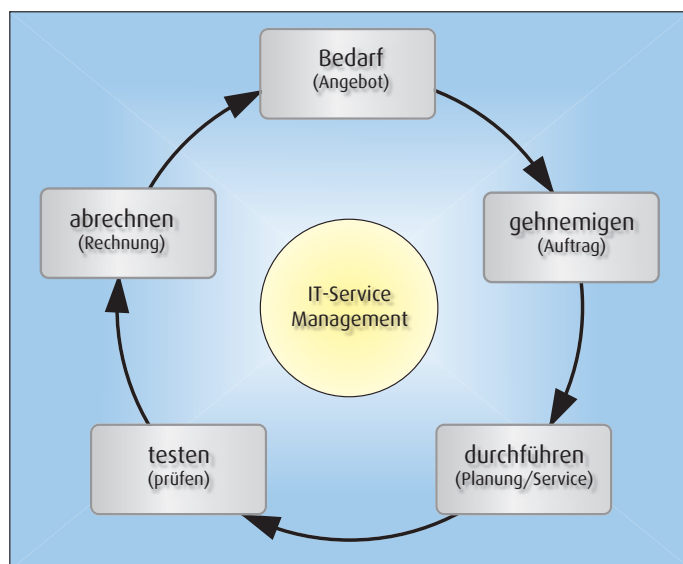 Bedarf
(Angebot)
gehnemigen
(Auftrag)
durchführen
(Planung/Service)
testen
(prüfen)
abrechnen
(Rechnung)
IT-Service
Management